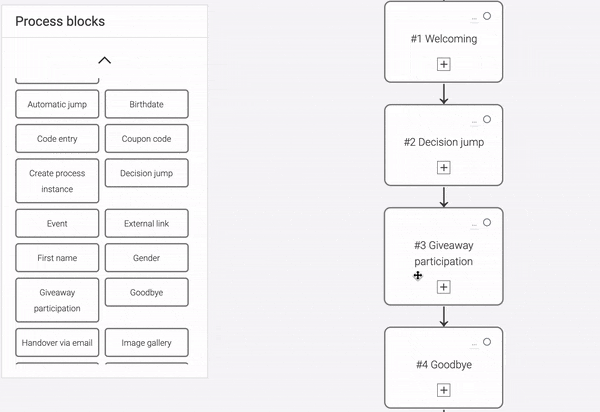 Process blocks
Automatic jump
Birthdate
Code entry
Coupon code
Create process
instance
Decision jump
Event
External link
First name
Gender
Giveaway
participation
Goodbye
Handover via email
Image gallery
...
#1 Welcoming
...
#2 Decision jump
...
#3 Giveaway
participation
...
#4 Goodbye